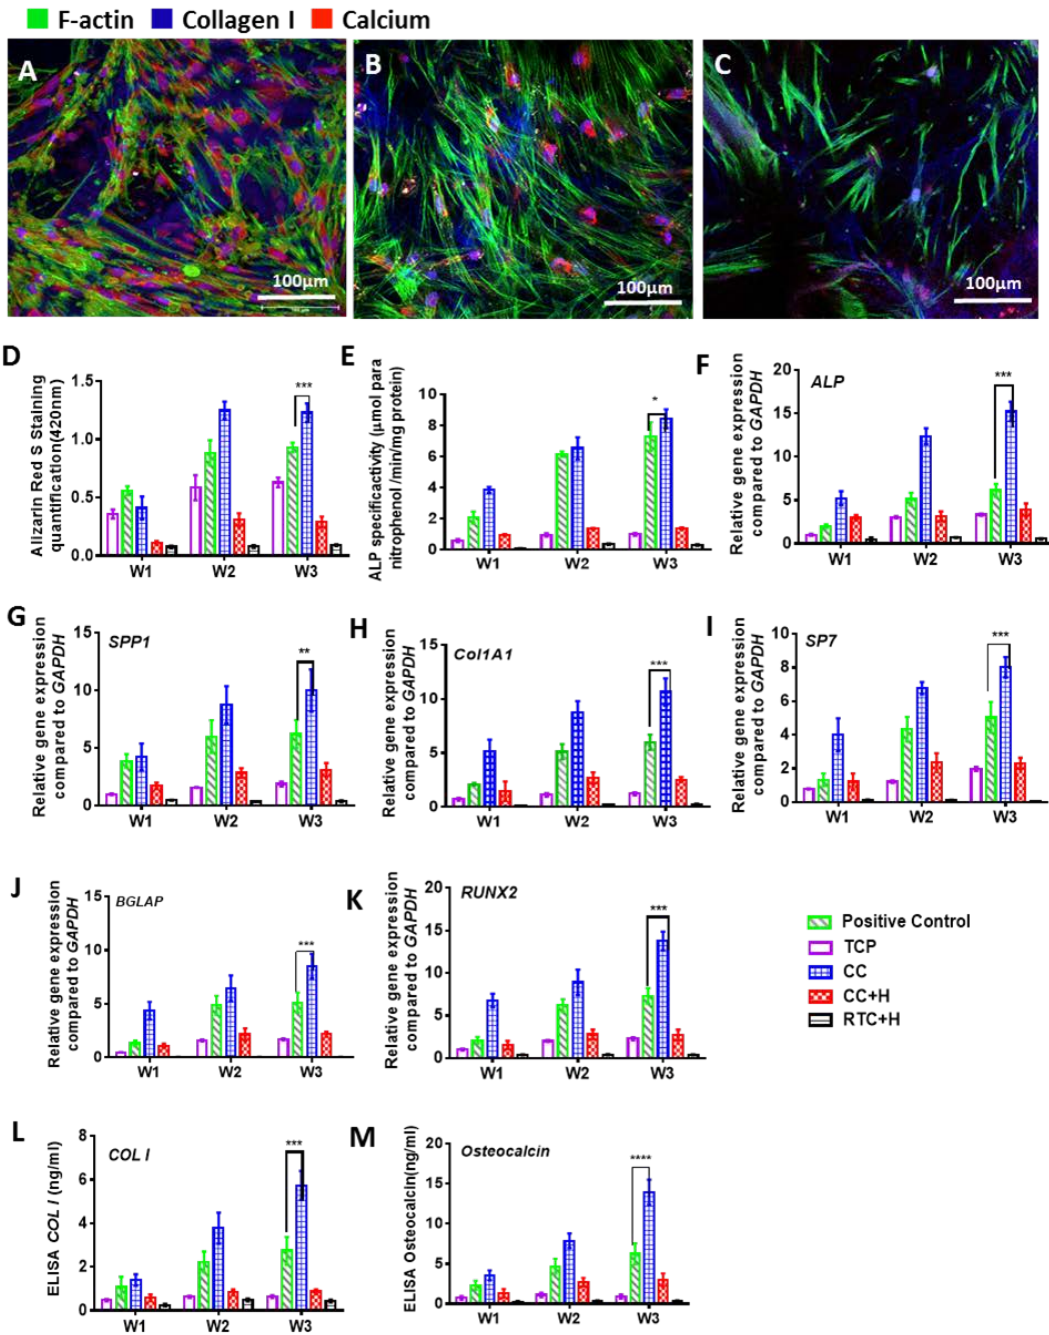 F-actin Collagen I Calcium
A B C
100µm 100µm 100µm
D
Alizarin Red S Staining
quantification(420nm)
1.5
1.0
0.5
0.0
***
W1 W2 W3
E
ALP specificactivity (µmol para
nitrophenol /min/mg protein)
10
8
6
4
2
0
*
W1 W2 W3
F
Relative gene expression
compared to GAPDH
20
15
10
5
0
ALP
***
W1 W2 W3
G
Relative gene expression
compared to GAPDH
15
10
5
0
SPP1
**
W1 W2 W3
H
Relative gene expression
compared to GAPDH
15
10
5
0
Col1A1
***
W1 W2 W3
I
Relative gene expression
compared to GAPDH
10
8
6
4
2
0
SP7
***
W1 W2 W3
J
Relative gene expression
compared to GAPDH
15
10
5
0
BGLAP
***
W1 W2 W3
K
Relative gene expression
compared to GAPDH
20
15
10
5
0
RUNX2
***
W1 W2 W3
Positive Control
TCP
CC
CC+H
RTC+H
L
ELISA COL I (ng/ml)
8
6
4
2
0
COL I
***
W1 W2 W3
M
ELISA Osteocalcin(ng/ml)
20
15
10
5
0
Osteocalcin
****
W1 W2 W3